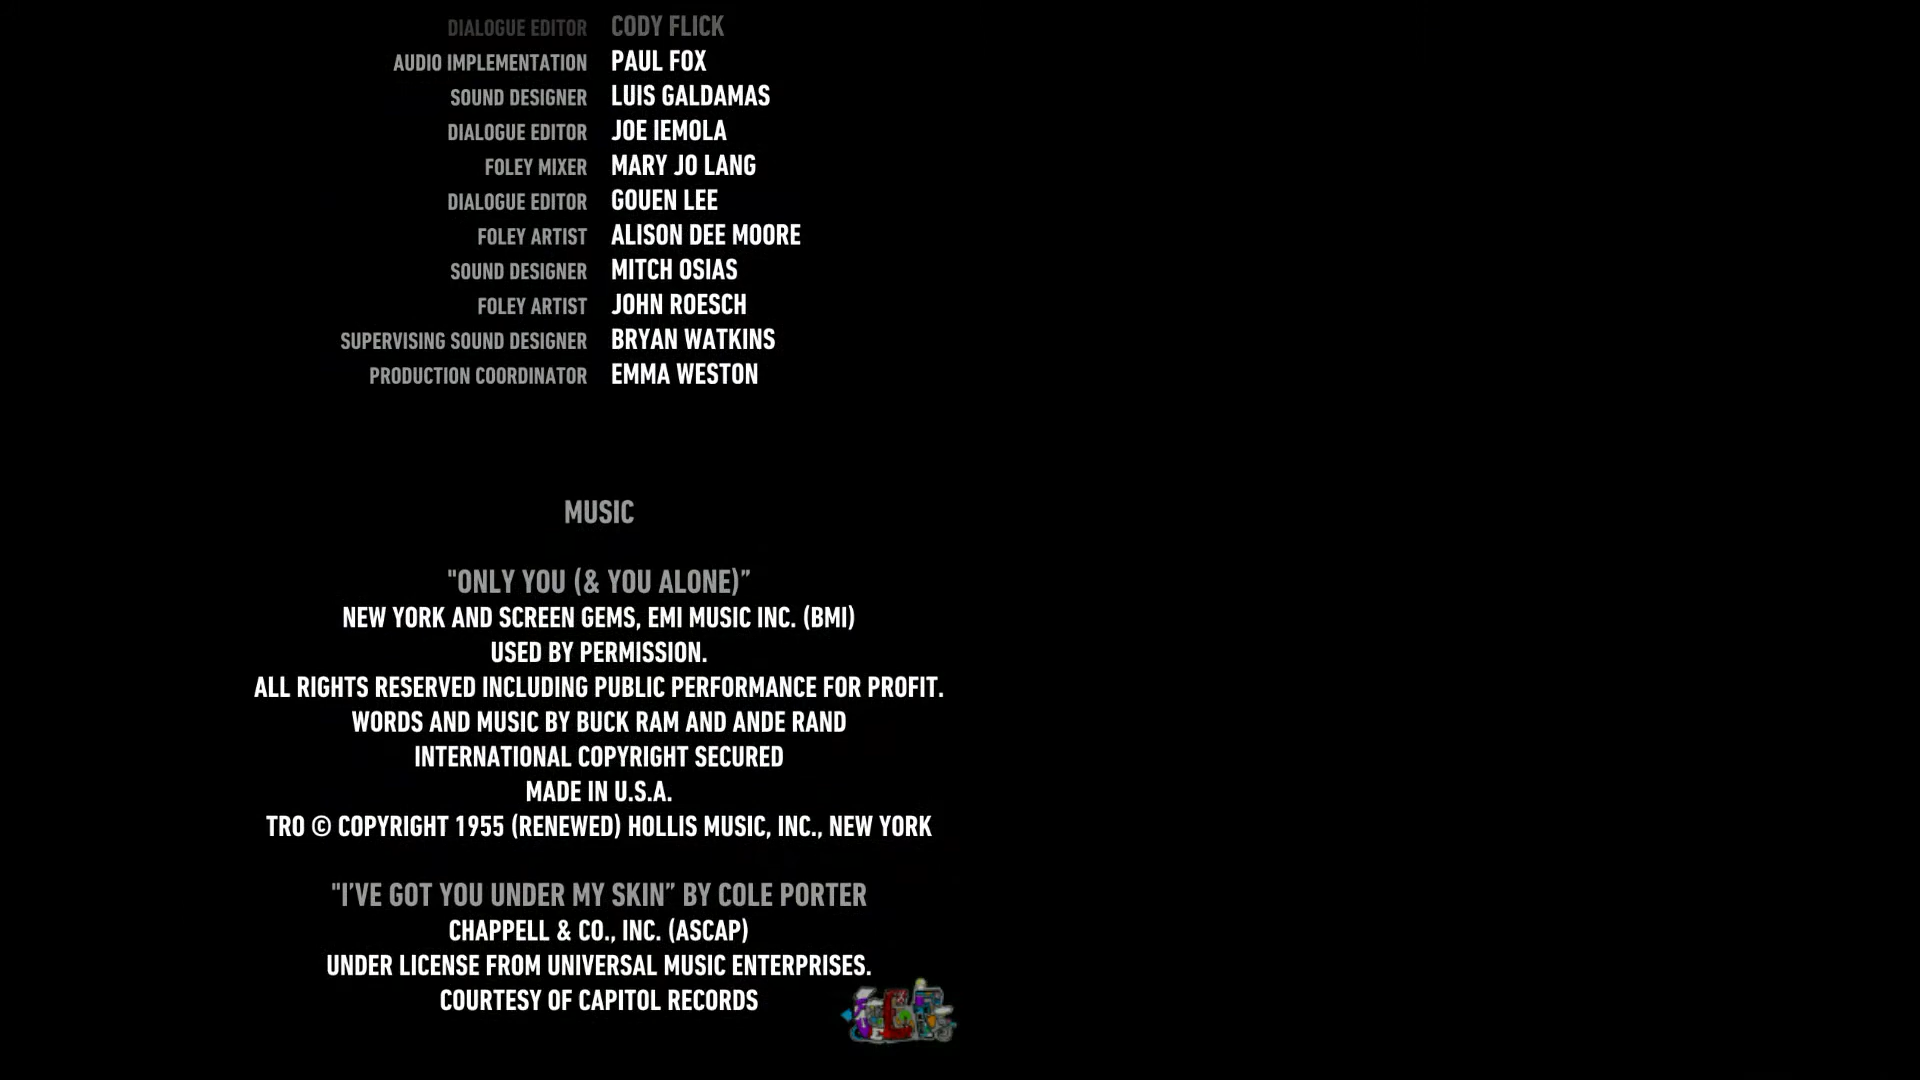 DIALOGUE EDITOR CODY FLICK
AUDIO IMPLEMENTATION PAUL FOX
SOUND DESIGNER LUIS GALDAMAS
DIALOGUE EDITOR JOE IEMOLA
FOLEY MIXER MARY JO LANG
DIALOGUE EDITOR GOUEN LEE
FOLEY ARTIST ALISON DEE MOORE
SOUND DESIGNER MITCH OSIAS
FOLEY ARTIST JOHN ROESCH
SUPERVISING SOUND DESIGNER BRYAN WATKINS
PRODUCTION COORDINATOR EMMA WESTON
MUSIC
"ONLY YOU (& YOU ALONE)”
NEW YORK AND SCREEN GEMS, EMI MUSIC INC. (BMI)
USED BY PERMISSION.
ALL RIGHTS RESERVED INCLUDING PUBLIC PERFORMANCE FOR PROFIT.
WORDS AND MUSIC BY BUCK RAM AND ANDE RAND
INTERNATIONAL COPYRIGHT SECURED
MADE IN U.S.A.
TRO © COPYRIGHT 1955 (RENEWED) HOLLIS MUSIC, INC., NEW YORK
"I’VE GOT YOU UNDER MY SKIN” BY COLE PORTER
CHAPPELL & CO., INC. (ASCAP)
UNDER LICENSE FROM UNIVERSAL MUSIC ENTERPRISES.
COURTESY OF CAPITOL RECORDS